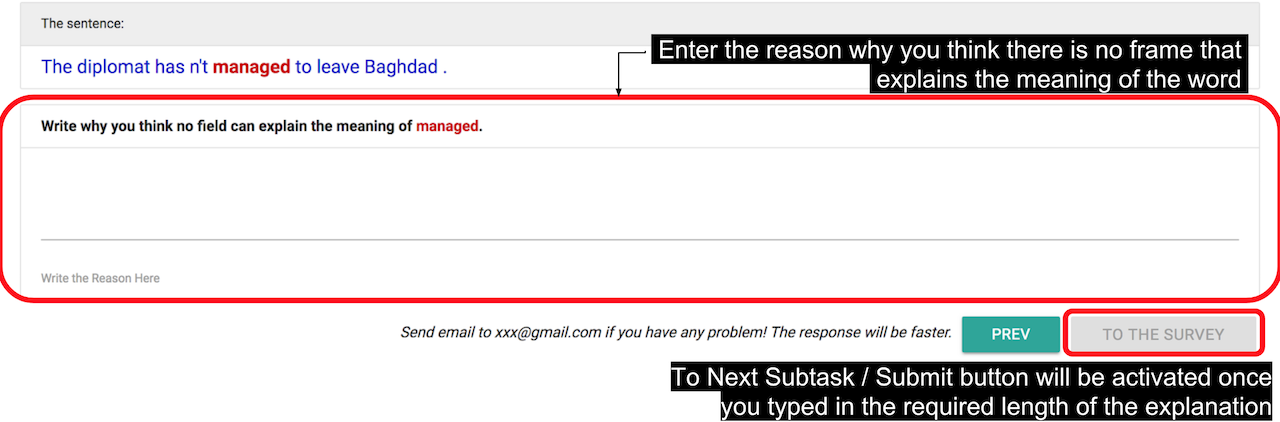 The sentence:
The diplomat has n't managed to leave Baghdad .
Enter the reason why you think there is no frame that
explains the meaning of the word
Write why you think no field can explain the meaning of managed.
Write the Reason Here
Send email to xxx@gmail.com if you have any problem! The response will be faster.
PREV
TO THE SURVEY
To Next Subtask / Submit button will be activated once
you typed in the required length of the explanation